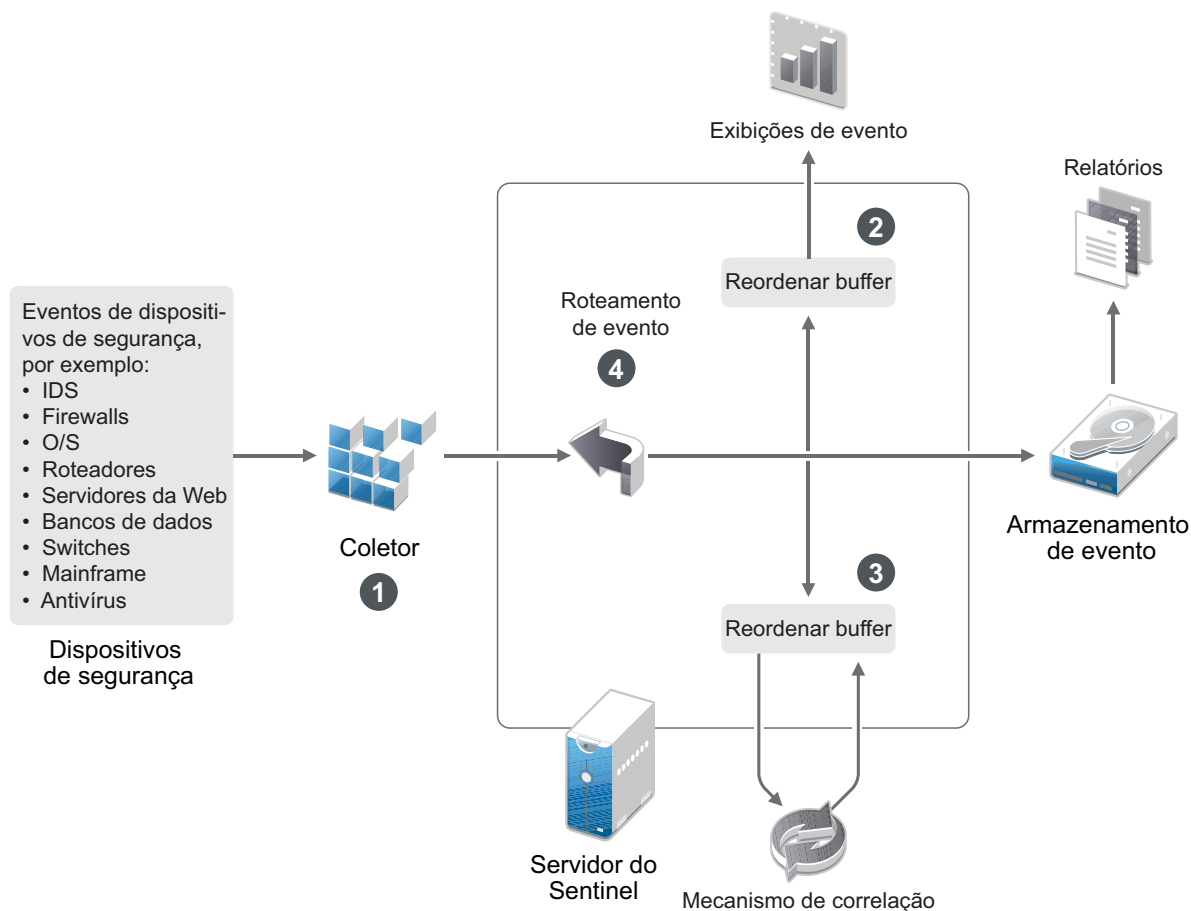 Exibições de evento
Relatórios
2
Reordenar buffer
Eventos de dispositi-
vos de segurança,
por exemplo:
• IDS
• Firewalls
• O/S
• Roteadores
• Servidores da Web
• Bancos de dados
• Switches
• Mainframe
• Antivírus
Dispositivos
de segurança
Roteamento
de evento
4
Coletor
1
Armazenamento
de evento
3
Reordenar buffer
Servidor do
Sentinel
Mecanismo de correlação